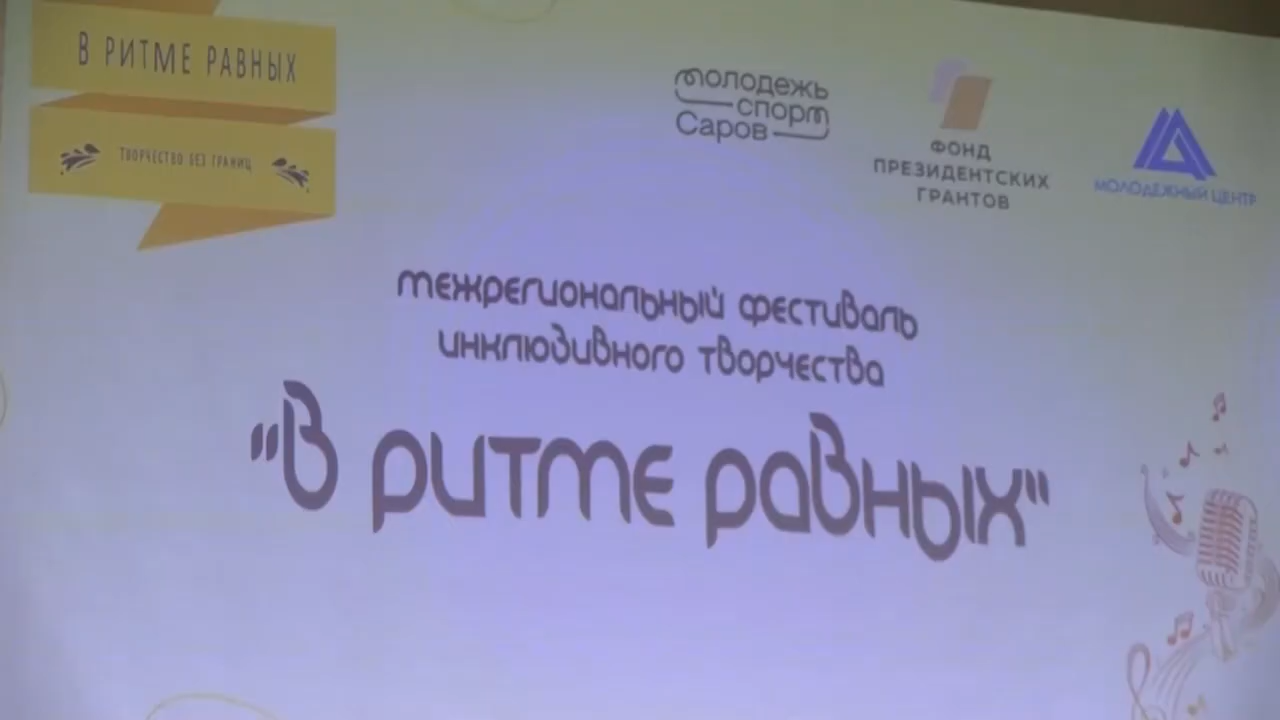 В РИТМЕ РАВНЫХ
ТВОРЧЕСТВО БЕЗ ГРАНИЦ
молодежь
спорт
Саров
ФОНД
ПРЕЗИДЕНТСКИХ
ГРАНТОВ
МОЛОДЕЖНЫЙ ЦЕНТР
межрегиональный фестиваль
инклюзивного творчества
"В ритме равных"